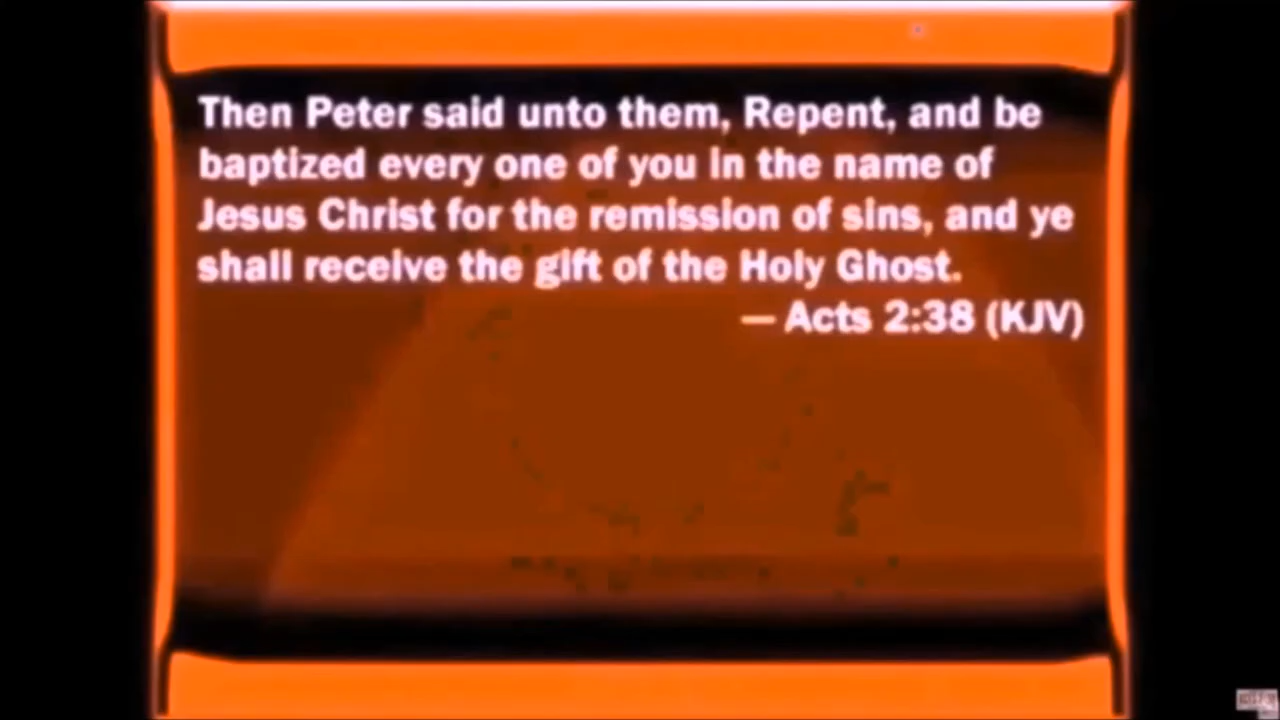 Then Peter said unto them, Repent, and be
baptized every one of you in the name of
Jesus Christ for the remission of sins, and ye
shall receive the gift of the Holy Ghost.
— Acts 2:38 (KJV)